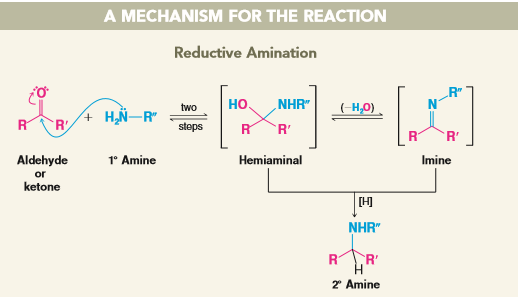 A MECHANISM FOR THE REACTION
Reductive Amination
O
R R' + H₂N—R" two steps HO NHR" R R' (−H₂O) N R" R R'
Aldehyde or ketone
1° Amine
Hemiaminal
Imine
[H]
NHR"
R R'
H
2° Amine